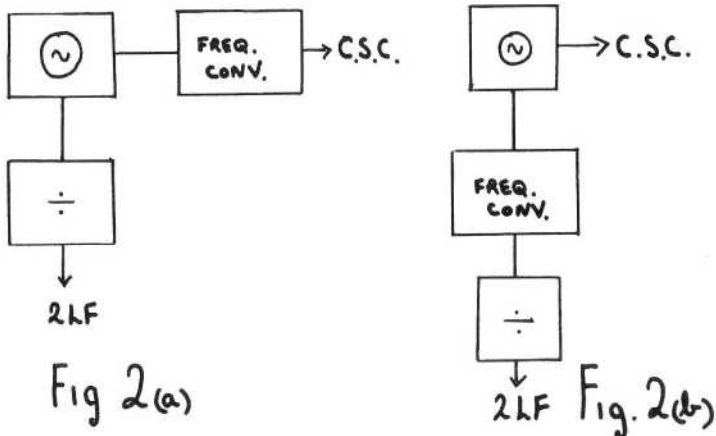 ~
FREQ.
CONV.
C.S.C.
÷
2LF
Fig 2(a)
~
C.S.C.
FREQ.
CONV.
÷
2LF
Fig. 2(b)